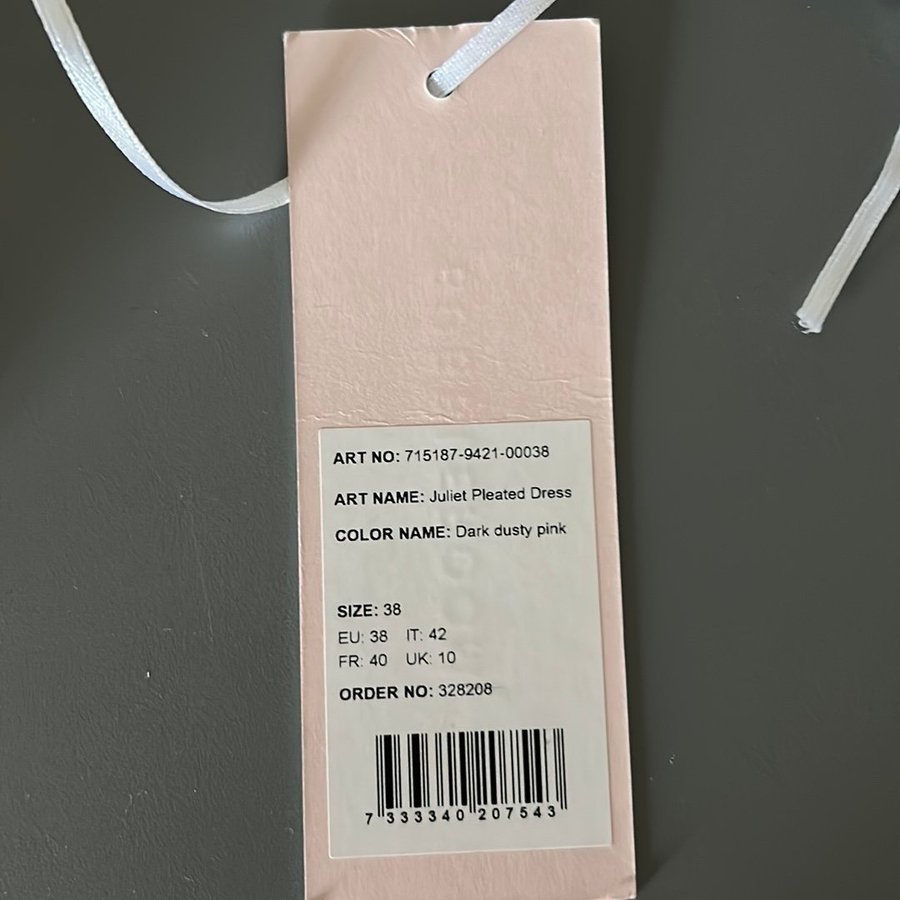 ART NO: 715187-9421-00038
ART NAME: Juliet Pleated Dress
COLOR NAME: Dark dusty pink
SIZE: 38
EU: 38 IT: 42
FR: 40 UK: 10
ORDER NO: 328208
7 333340 207543